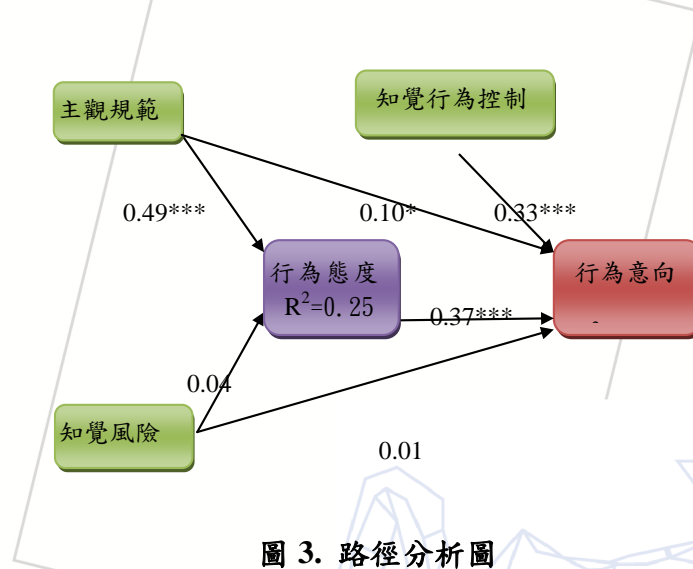 主觀規範
知覺行為控制
0.49***
0.10*
0.33***
行為態度
R²=0.25
行為意向
0.37***
0.04
知覺風險
0.01
圖 3. 路徑分析圖